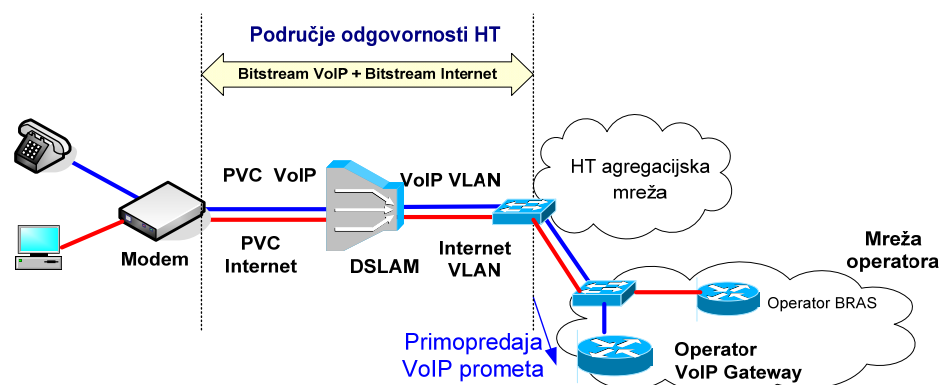 Područje odgovornosti HT
Bitstream VoIP + Bitstream Internet
HT agregacijska
mreža
PVC VoIP
VoIP VLAN
PVC
Internet
Internet
VLAN
Modem
DSLAM
Mreža
operatora
Operator BRAS
Primopredaja
VoIP prometa
Operator
VoIP Gateway